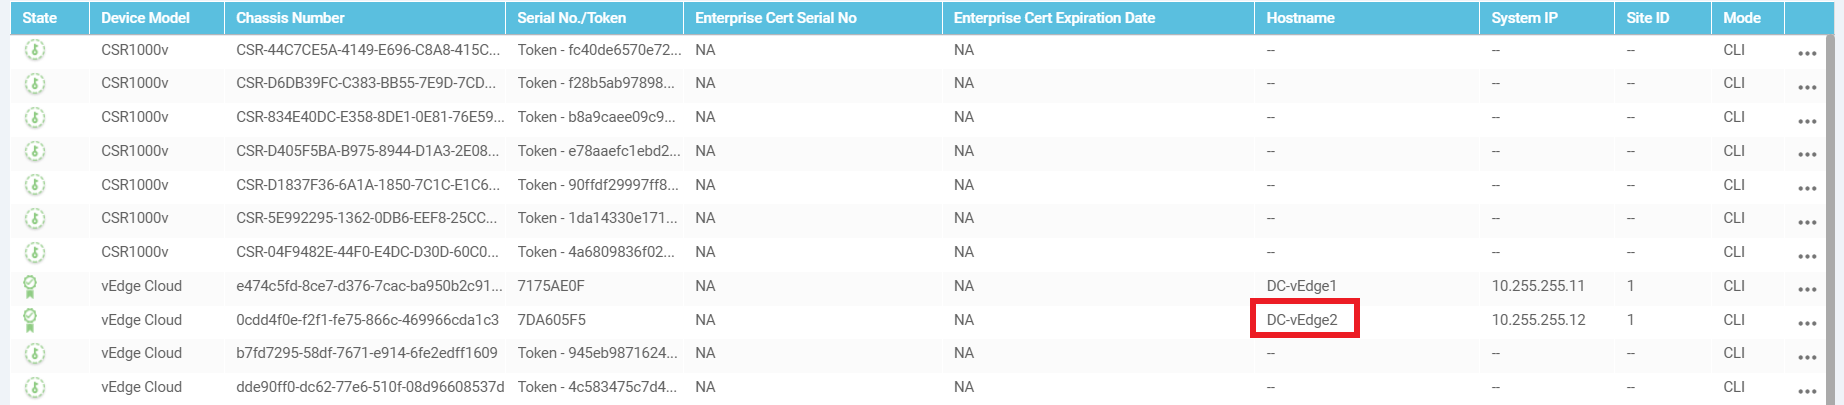 State Device Model Chassis Number Serial No./Token Enterprise Cert Serial No Enterprise Cert Expiration Date Hostname System IP Site ID Mode
CSR1000v CSR-44C7CE5A-4149-E696-C8A8-415C... Token - fc40de6570e72... NA NA -- -- -- CLI
CSR1000v CSR-D6DB39FC-C383-BB55-7E9D-7CD... Token - f28b5ab97898... NA NA -- -- -- CLI
CSR1000v CSR-834E40DC-E358-8DE1-0E81-76E59... Token - b8a9caee09c9... NA NA -- -- -- CLI
CSR1000v CSR-D405F5BA-B975-8944-D1A3-2E08... Token - e78aaefc1ebd2... NA NA -- -- -- CLI
CSR1000v CSR-D1837F36-6A1A-1850-7C1C-E1C6... Token - 90ffdf29997ff8... NA NA -- -- -- CLI
CSR1000v CSR-5E992295-1362-0DB6-EEF8-25CC... Token - 1da14330e171... NA NA -- -- -- CLI
CSR1000v CSR-04F9482E-44F0-E4DC-D30D-60C0... Token - 4a6809836f02... NA NA -- -- -- CLI
vEdge Cloud e474c5fd-8ce7-d376-7cac-ba950b2c91... 7175AE0F NA NA DC-vEdge1 10.255.255.11 1 CLI
vEdge Cloud 0cdd4f0e-f2f1-fe75-866c-469966cda1c3 7DA605F5 NA NA DC-vEdge2 10.255.255.12 1 CLI
vEdge Cloud b7fd7295-58df-7671-e914-6fe2edff1609 Token - 945eb9871624... NA NA -- -- -- CLI
vEdge Cloud dde90ff0-dc62-77e6-510f-08d96608537d Token - 4c583475c7d4... NA NA -- -- -- CLI